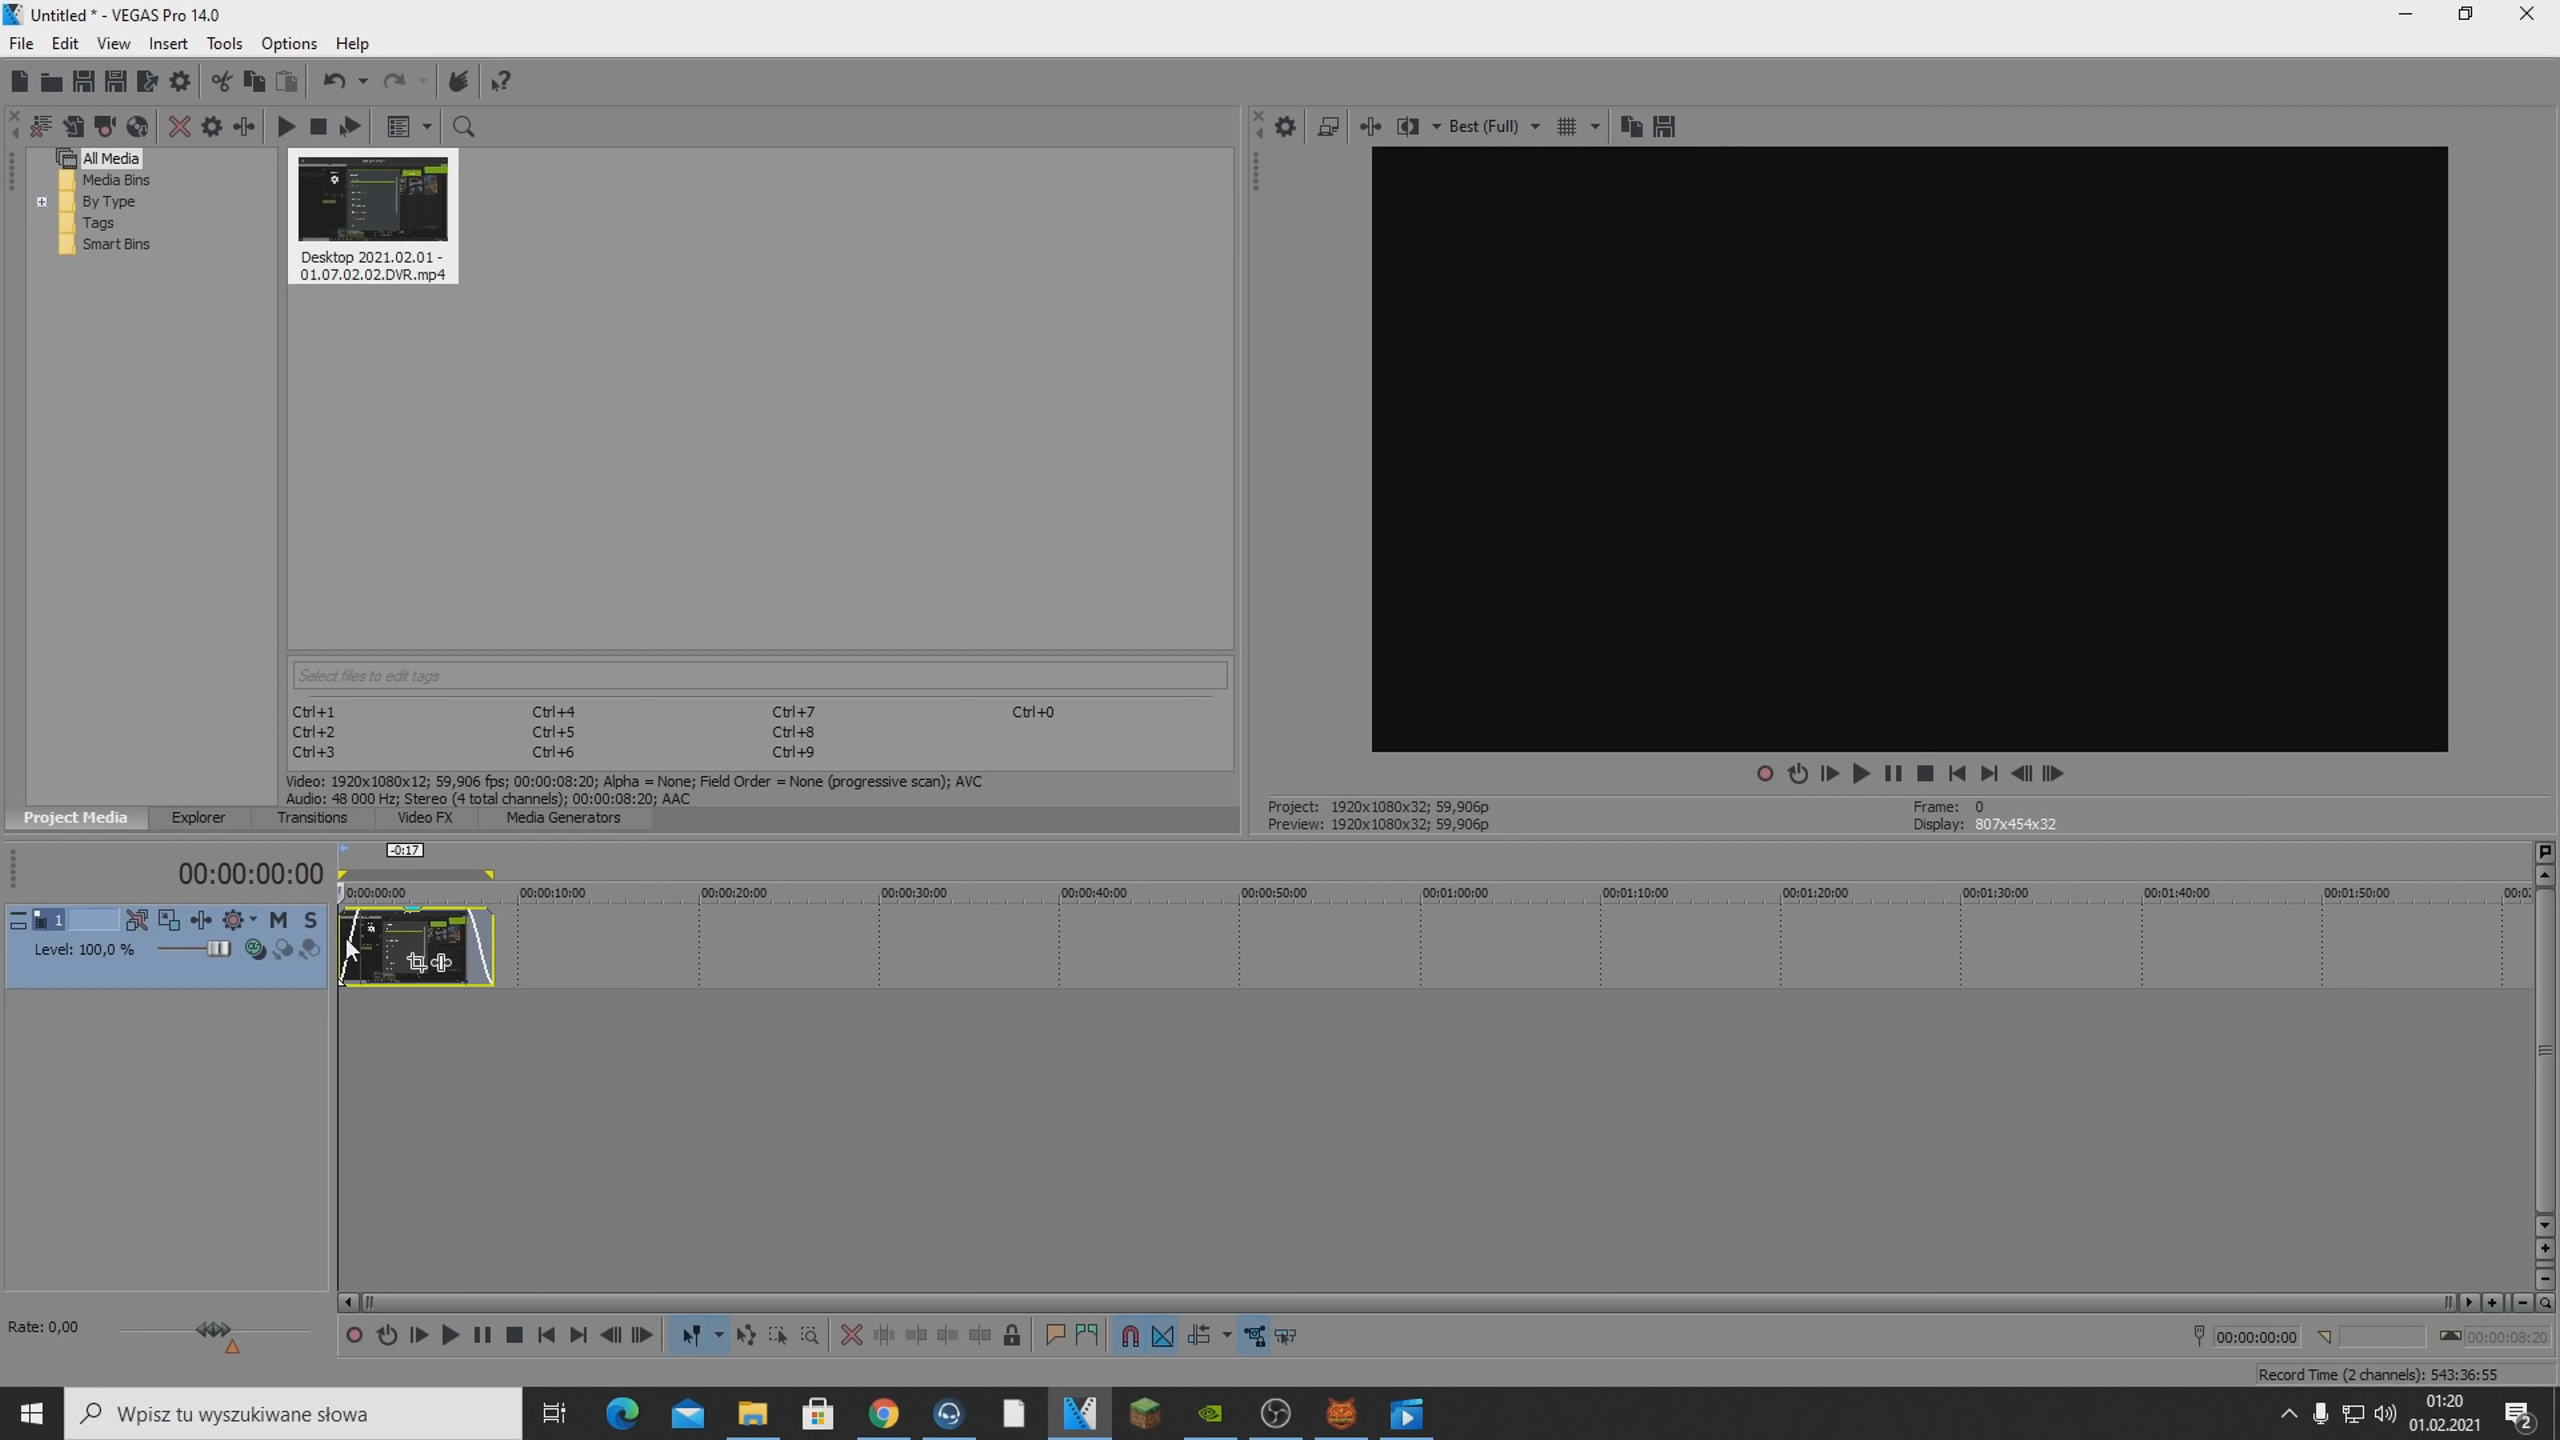 Untitled * - VEGAS Pro 14.0
File Edit View Insert Tools Options Help
Best (Full)
All Media
Media Bins
By Type
Tags
Smart Bins
Desktop 2021.02.01 -
01.07.02.02.DVR.mp4
Select files to edit tags
Ctrl+1 Ctrl+4 Ctrl+7 Ctrl+0
Ctrl+2 Ctrl+5 Ctrl+8
Ctrl+3 Ctrl+6 Ctrl+9
Video: 1920x1080x12; 59,906 fps; 00:00:08:20; Alpha = None; Field Order = None (progressive scan); AVC
Audio: 48 000 Hz; Stereo (4 total channels); 00:00:08:20; AAC
Project Media Explorer Transitions Video FX Media Generators
Project: 1920x1080x32; 59,906p Frame: 0
Preview: 1920x1080x32; 59,906p Display: 807x454x32
-0:17
00:00:00:00
0:00:00:00 00:00:10:00 00:00:20:00 00:00:30:00 00:00:40:00 00:00:50:00 00:01:00:00 00:01:10:00 00:01:20:00 00:01:30:00 00:01:40:00 00:01:50:00
1 M S
Level: 100,0 %
Rate: 0,00
00:00:00:00 00:00:08:20
Record Time (2 channels): 543:36:55
Wpisz tu wyszukiwane słowa
01:20
01.02.2021
2